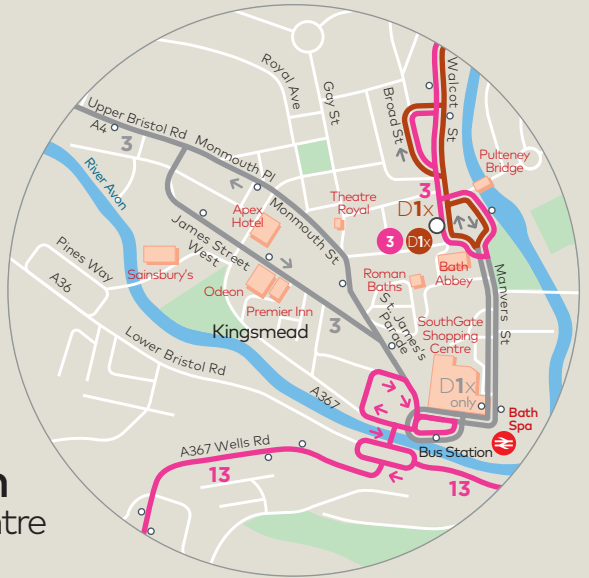 Royal Ave
Gay St
Broad St
Walcot St
Upper Bristol Rd
A4
3
Monmouth Pl
Pulteney
Bridge
River Avon
3
D1x
Theatre
Royal
Apex
Hotel
Monmouth St
3 D1x
James Street
West
Pines Way
Sainsbury's
Bath
Abbey
Roman
Baths
Manvers St
A36
Odeon
Premier Inn
St. James's
Parade
SouthGate
Shopping
Centre
Kingsmead
3
Lower Bristol Rd
D1x
only
A367
Bath
Spa
A367 Wells Rd
Bus Station
13
13
n
ntre